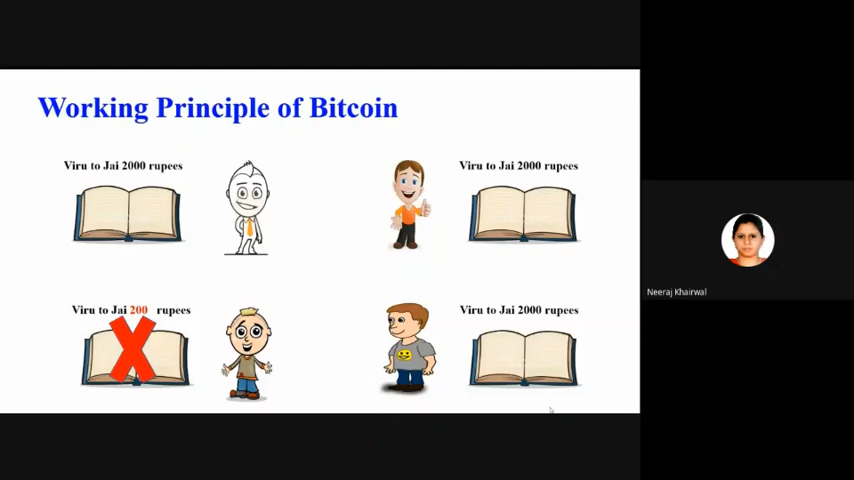 Working Principle of Bitcoin
Viru to Jai 2000 rupees
Viru to Jai 2000 rupees
Viru to Jai 200 rupees
Viru to Jai 2000 rupees
Neeraj Khairwal